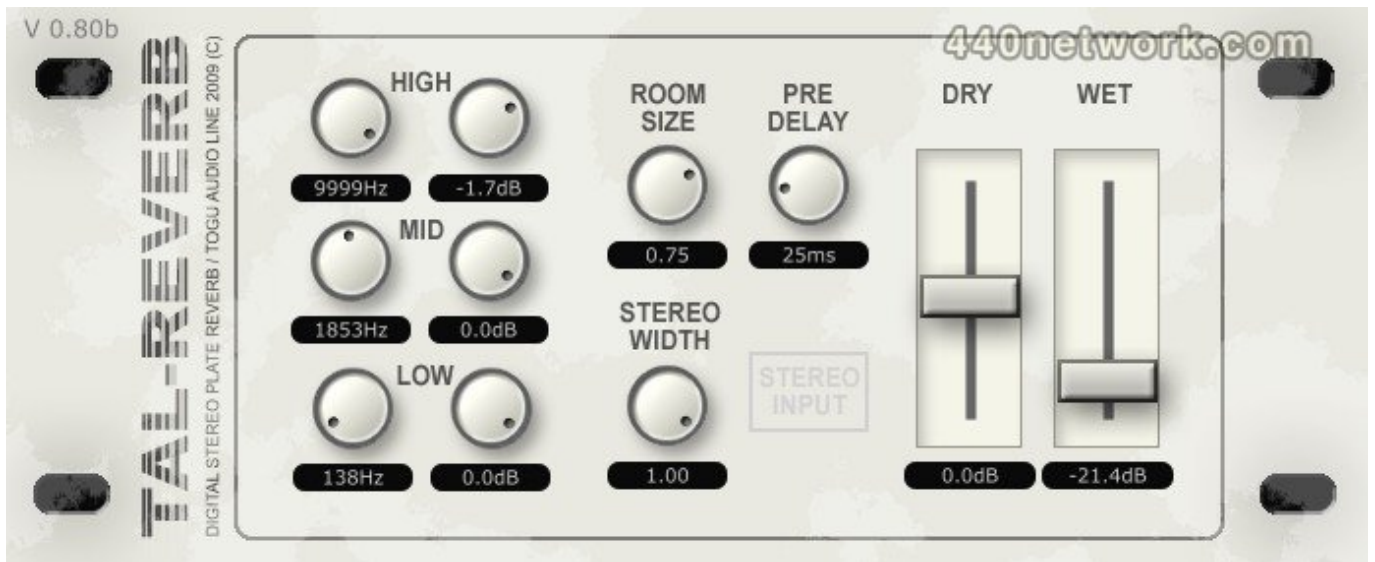 V 0.80b
440network.com
TAL-REVERB
DIGITAL STEREO PLATE REVERB / TOGU AUDIO LINE 2009 (C)
HIGH
9999Hz
-1.7dB
MID
1853Hz
0.0dB
LOW
138Hz
0.0dB
ROOM
SIZE
0.75
PRE
DELAY
25ms
STEREO
WIDTH
1.00
STEREO
INPUT
DRY
0.0dB
WET
-21.4dB